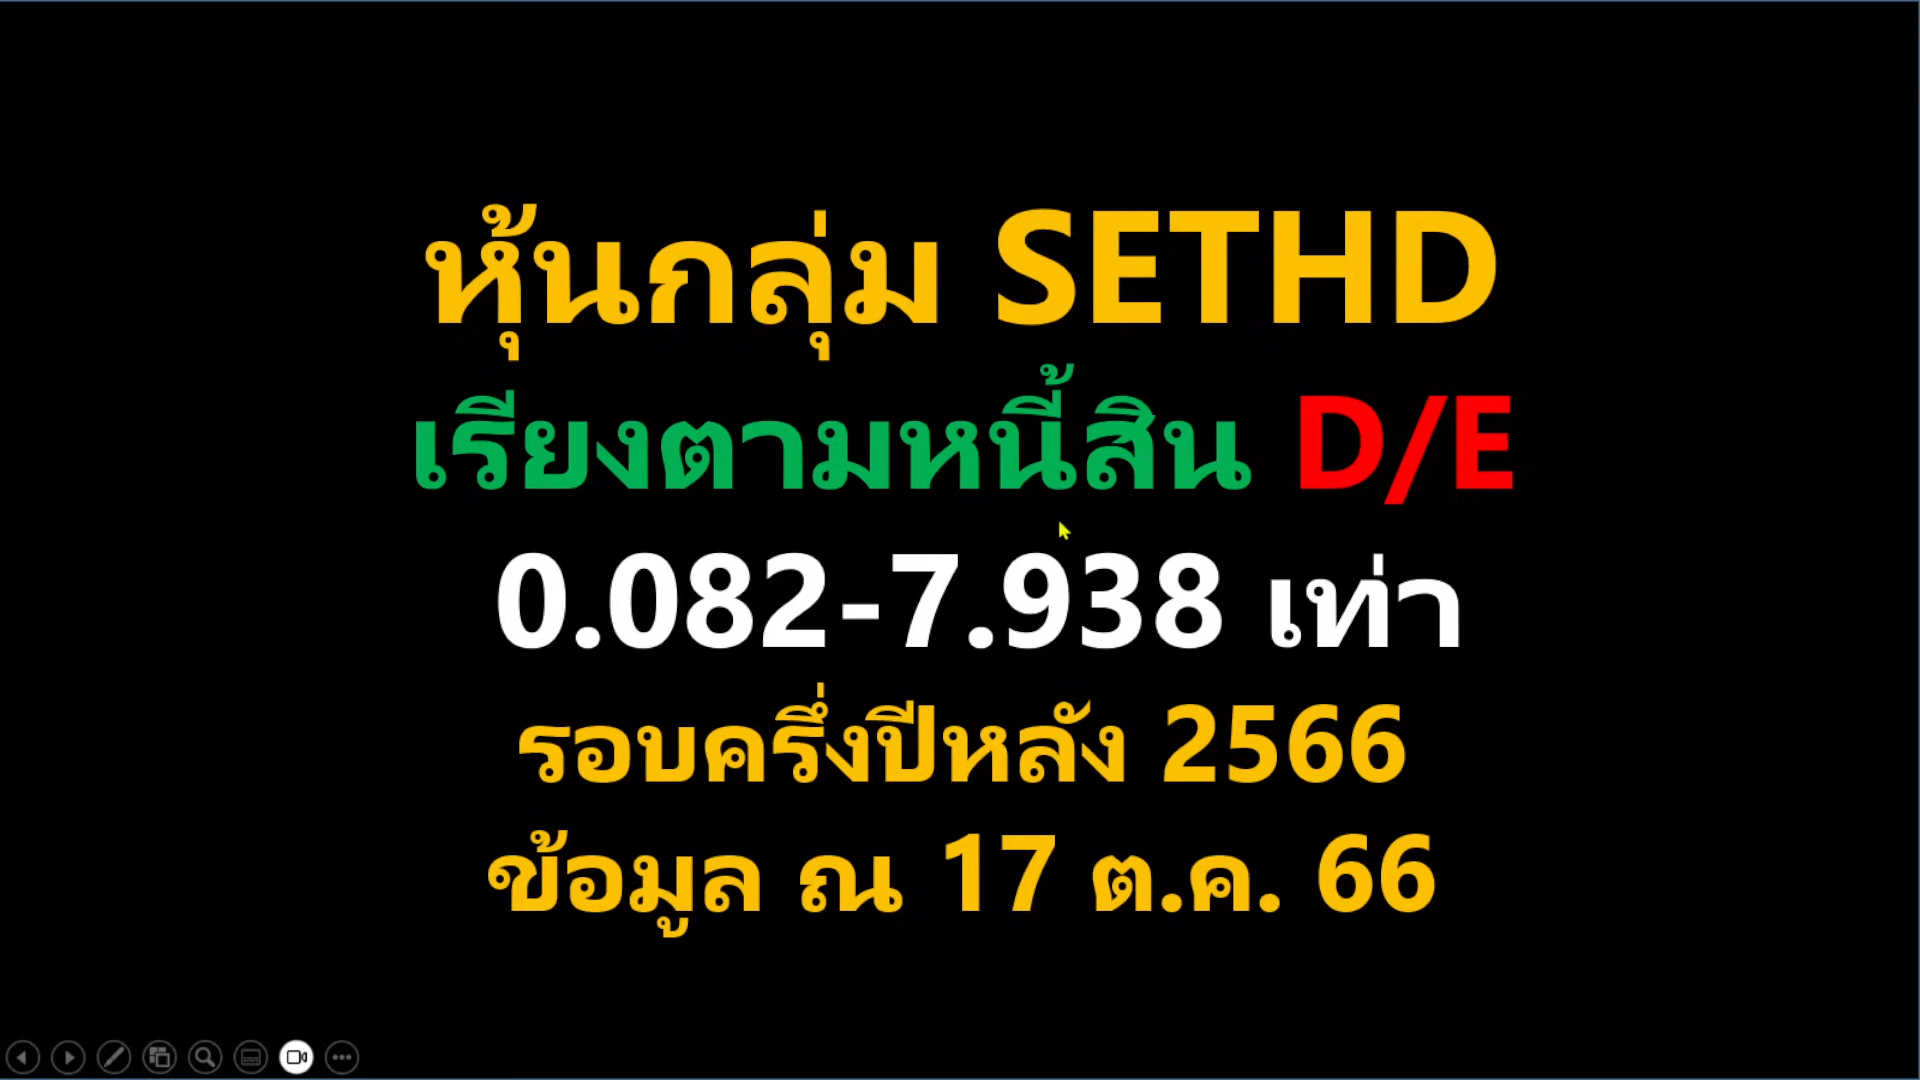 หุ้นกลุ่ม SETHD
เรียงตามหนี้สิน D/E
0.082-7.938 เท่า
รอบครึ่งปีหลัง 2566
ข้อมูล ณ 17 ต.ค. 66